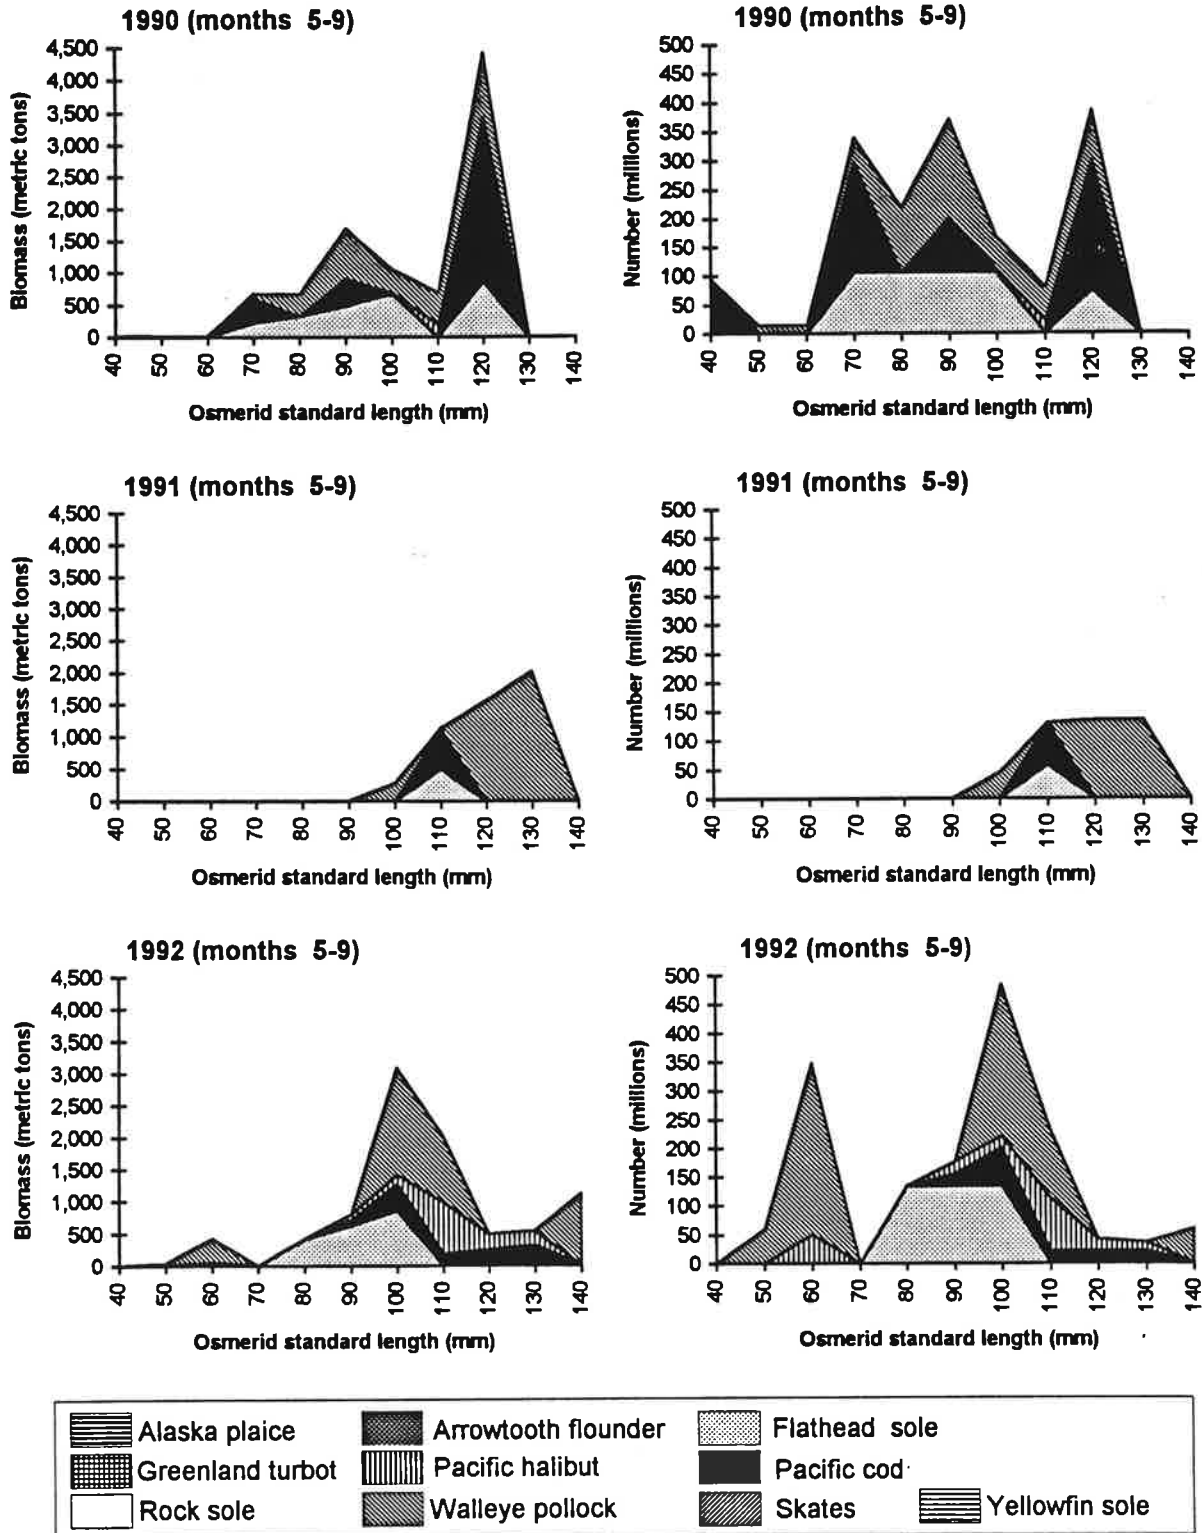 1990 (months 5-9)
Biomass (metric tons)
4,500
4,000
3,500
3,000
2,500
2,000
1,500
1,000
500
0
40 50 60 70 80 90 100 110 120 130 140
Osmerid standard length (mm)
1990 (months 5-9)
Number (millions)
500
450
400
350
300
250
200
150
100
50
0
40 50 60 70 80 90 100 110 120 130 140
Osmerid standard length (mm)
1991 (months 5-9)
Biomass (metric tons)
4,500
4,000
3,500
3,000
2,500
2,000
1,500
1,000
500
0
40 50 60 70 80 90 100 110 120 130 140
Osmerid standard length (mm)
1991 (months 5-9)
Number (millions)
500
450
400
350
300
250
200
150
100
50
0
40 50 60 70 80 90 100 110 120 130 140
Osmerid standard length (mm)
1992 (months 5-9)
Biomass (metric tons)
4,500
4,000
3,500
3,000
2,500
2,000
1,500
1,000
500
0
40 50 60 70 80 90 100 110 120 130 140
Osmerid standard length (mm)
1992 (months 5-9)
Number (millions)
500
450
400
350
300
250
200
150
100
50
0
40 50 60 70 80 90 100 110 120 130 140
Osmerid standard length (mm)
Alaska plaice Arrowtooth flounder Flathead sole
Greenland turbot Pacific halibut Pacific cod
Rock sole Walleye pollock Skates Yellowfin sole